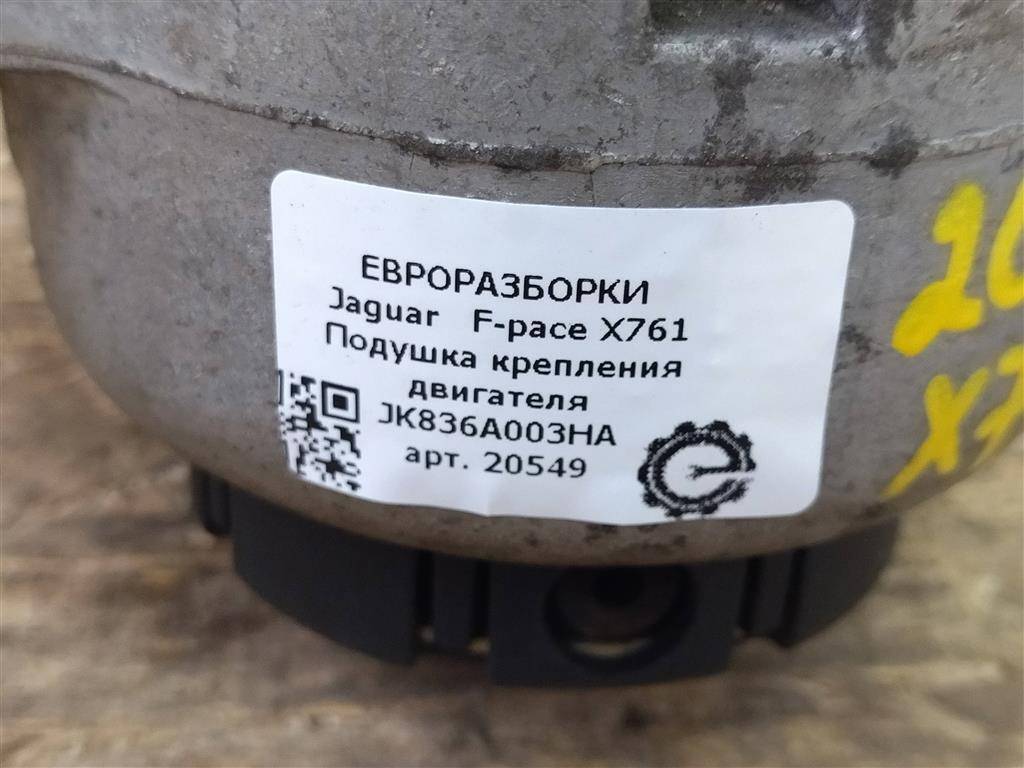 ЕВРОРАЗБОРКИ
Jaguar F-pace X761
Подушка крепления
двигателя
JK836A003HA
арт. 20549